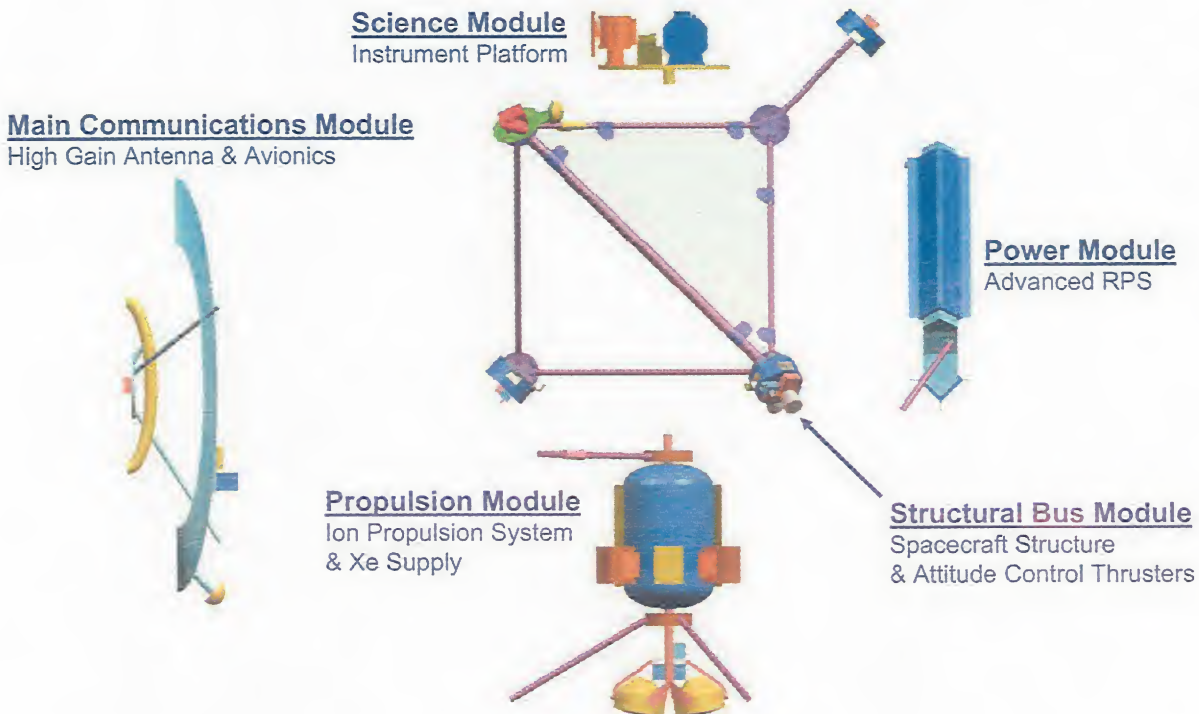 Science Module
Instrument Platform
Main Communications Module
High Gain Antenna & Avionics
Power Module
Advanced RPS
Propulsion Module
Ion Propulsion System
& Xe Supply
Structural Bus Module
Spacecraft Structure
& Attitude Control Thrusters